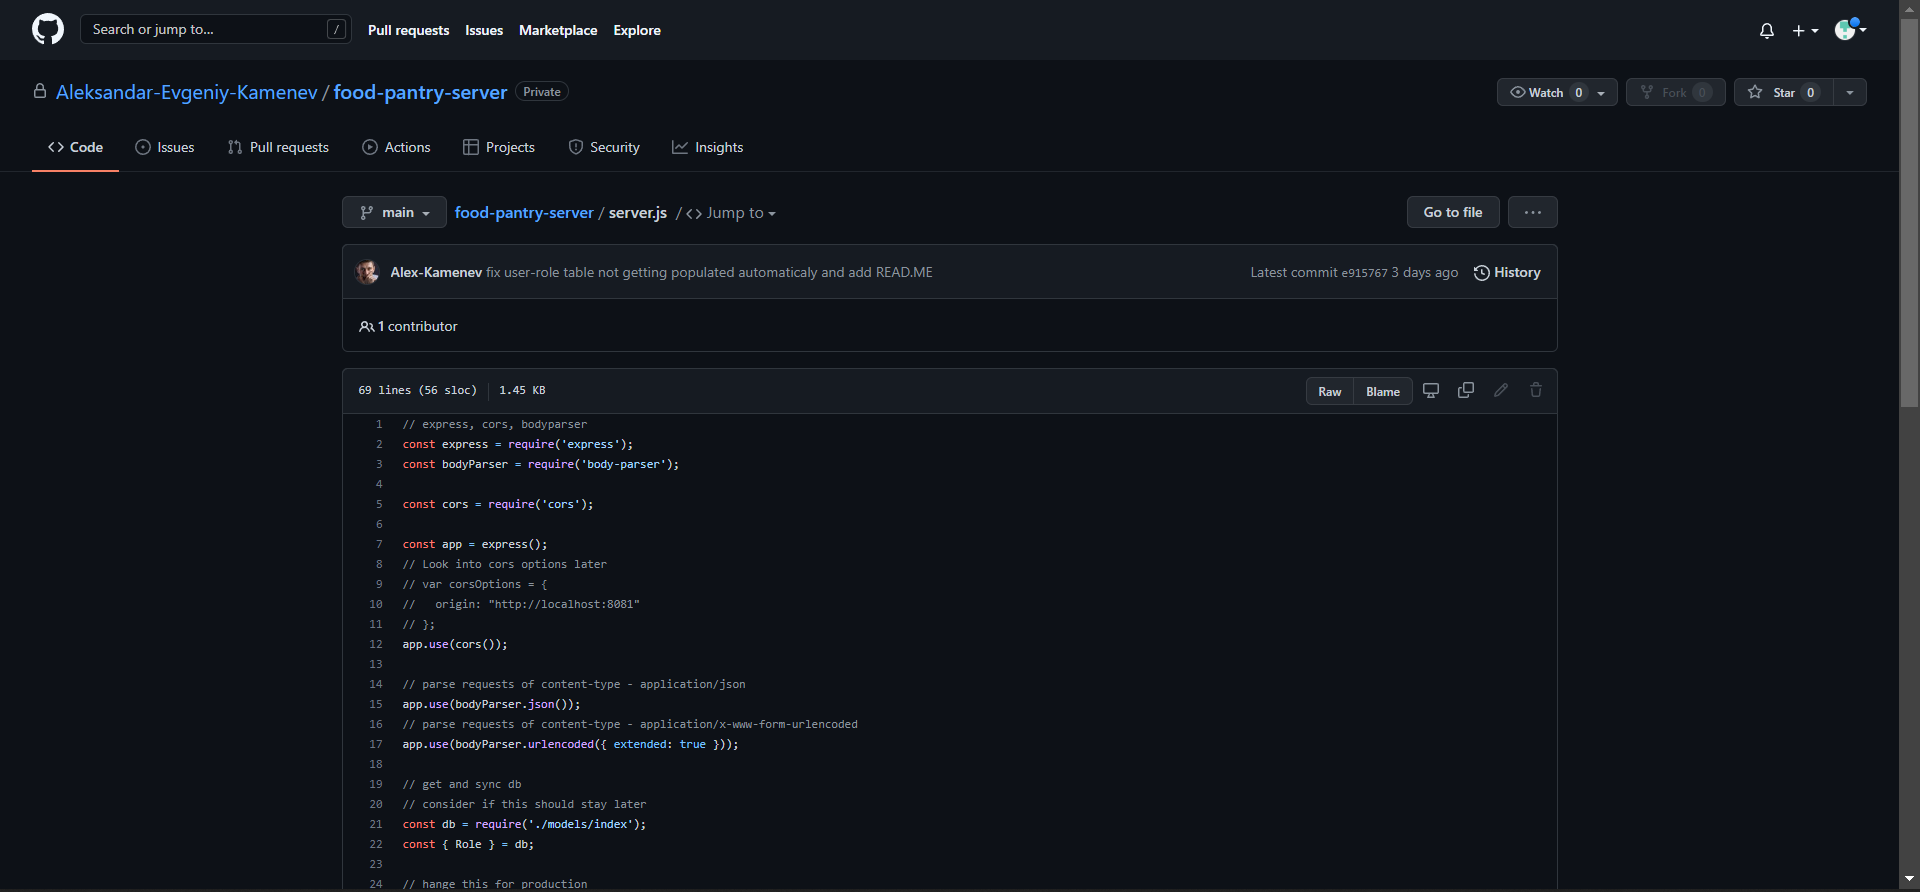 Search or jump to... /
Pull requests Issues Marketplace Explore
Aleksandar-Evgeniy-Kamenev / food-pantry-server Private
Watch 0 Fork 0 Star 0
Code Issues Pull requests Actions Projects Security Insights
main food-pantry-server / server.js / <> Jump to
Go to file ...
Alex-Kamenev fix user-role table not getting populated automaticaly and add READ.ME
Latest commit e915767 3 days ago History
1 contributor
69 lines (56 sloc) 1.45 KB
Raw Blame
1 // express, cors, bodyparser
2 const express = require('express');
3 const bodyParser = require('body-parser');
4
5 const cors = require('cors');
6
7 const app = express();
8 // Look into cors options later
9 // var corsOptions = {
10 //   origin: "http://localhost:8081"
11 // };
12 app.use(cors());
13
14 // parse requests of content-type - application/json
15 app.use(bodyParser.json());
16 // parse requests of content-type - application/x-www-form-urlencoded
17 app.use(bodyParser.urlencoded({ extended: true }));
18
19 // get and sync db
20 // consider if this should stay later
21 const db = require('./models/index');
22 const { Role } = db;
23
24 // hange this for production